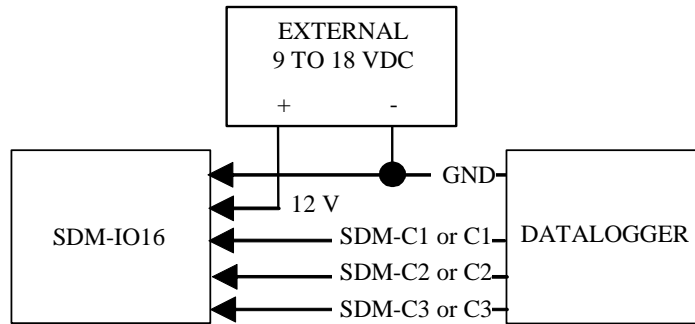 EXTERNAL
9 TO 18 VDC
+ -
GND
12 V
SDM-IO16
SDM-C1 or C1
DATALOGGER
SDM-C2 or C2
SDM-C3 or C3